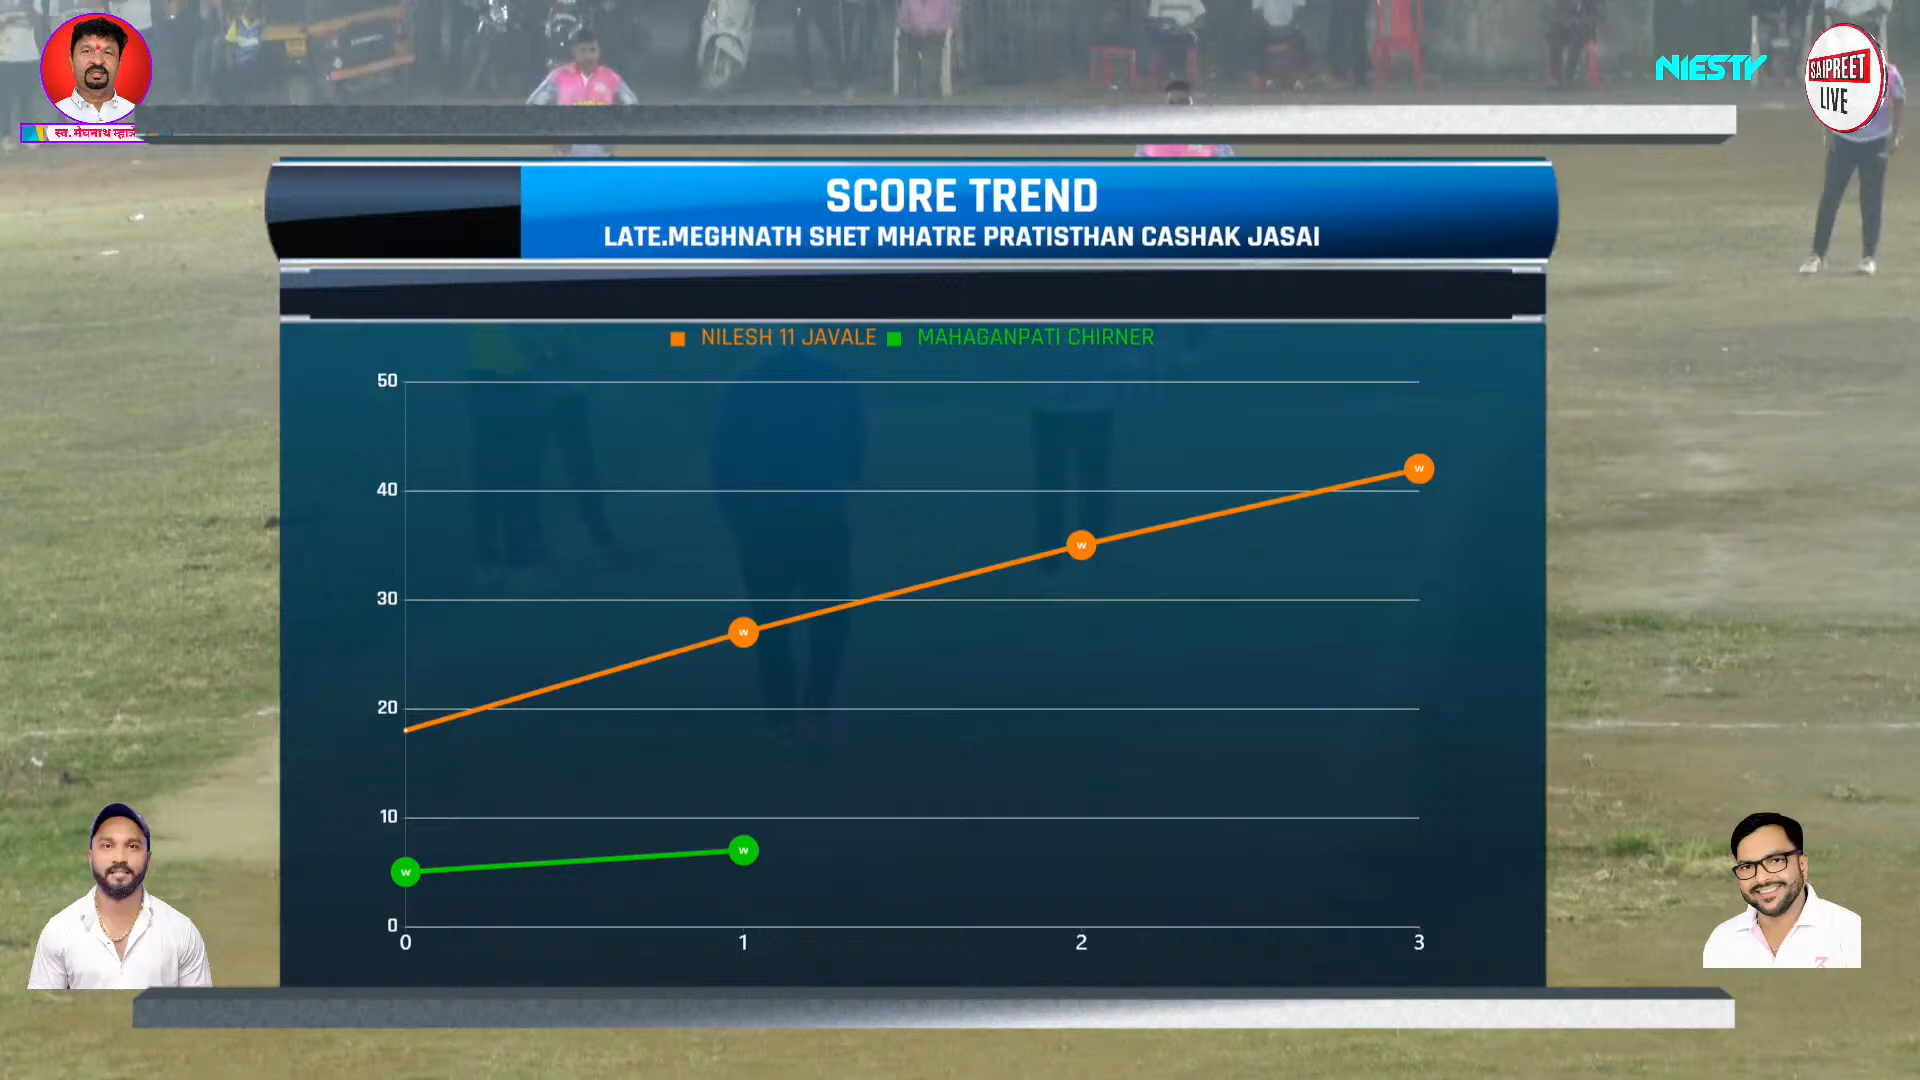 स्व. मेघनाथ म्हात्रे
NIESTY
SAIPREET
LIVE
SCORE TREND
LATE.MEGHNATH SHET MHATRE PRATISTHAN CASHAK JASAI
NILESH 11 JAVALE
MAHAGANPATI CHIRNER
50
40
30
20
10
0
W
W
W
W
W
0 1 2 3